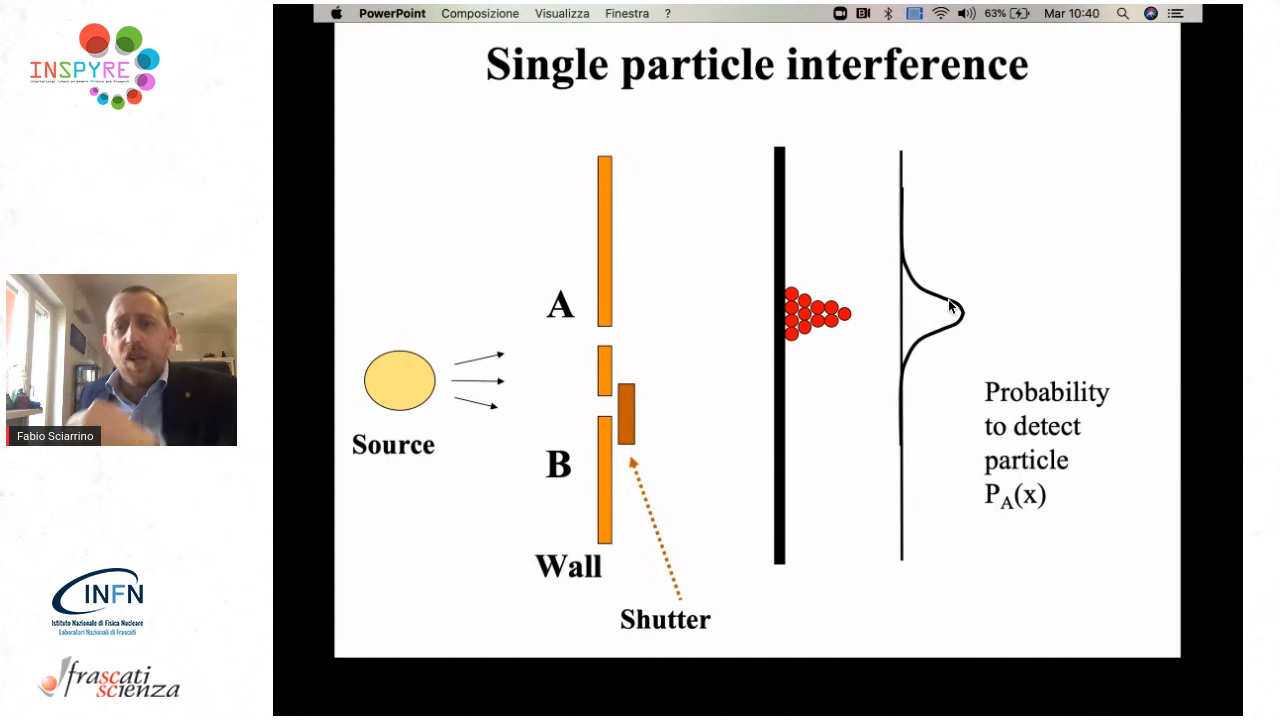 PowerPoint Composizione Visualizza Finestra ?
63% Mar 10:40
INSPYRE
Single particle interference
A
B
Source
Wall
Shutter
Probability
to detect
particle
P_A(x)
Fabio Sciarrino
INFN
Istituto Nazionale di Fisica Nucleare
Laboratori Nazionali di Frascati
frascati
scienza